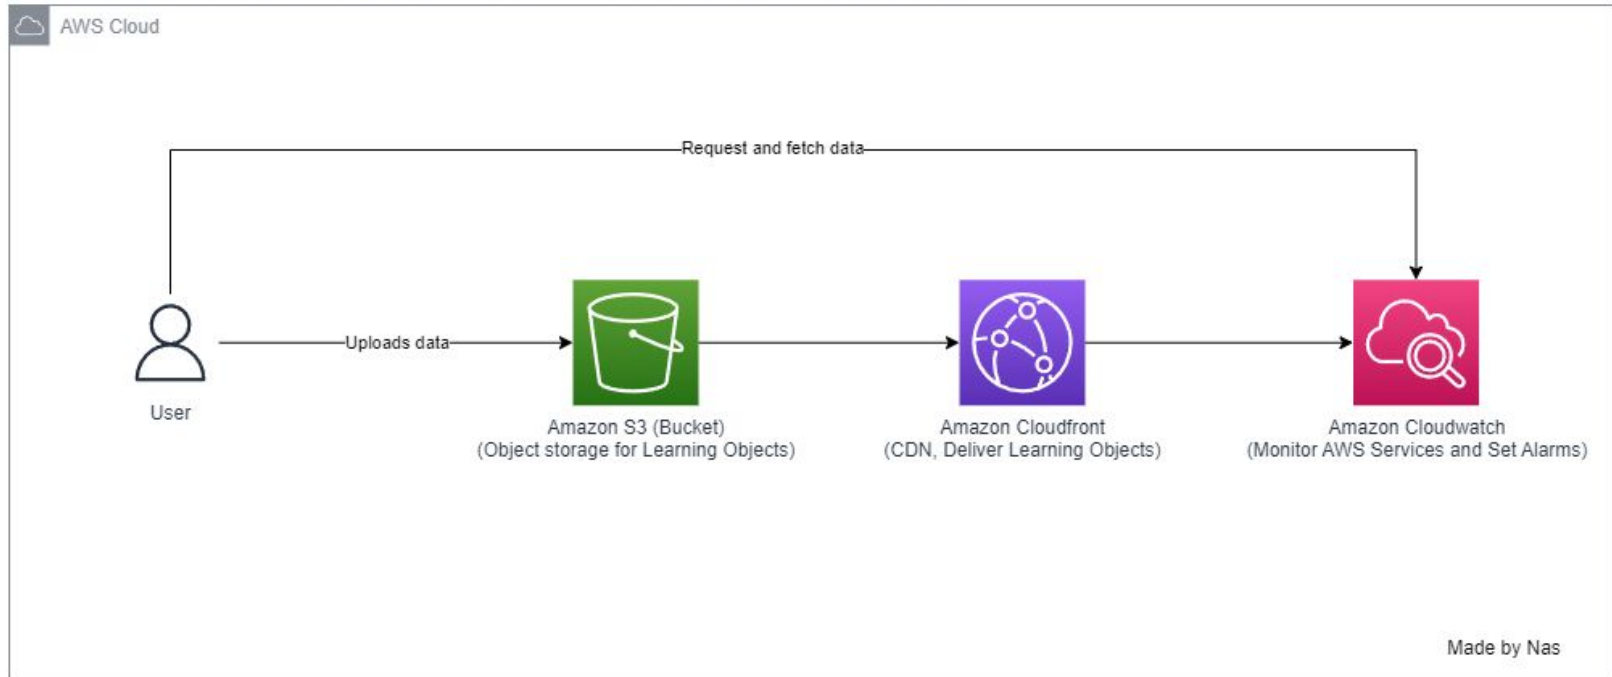 AWS Cloud
Request and fetch data
Uploads data
User
Amazon S3 (Bucket)
(Object storage for Learning Objects)
Amazon Cloudfront
(CDN, Deliver Learning Objects)
Amazon Cloudwatch
(Monitor AWS Services and Set Alarms)
Made by Nas